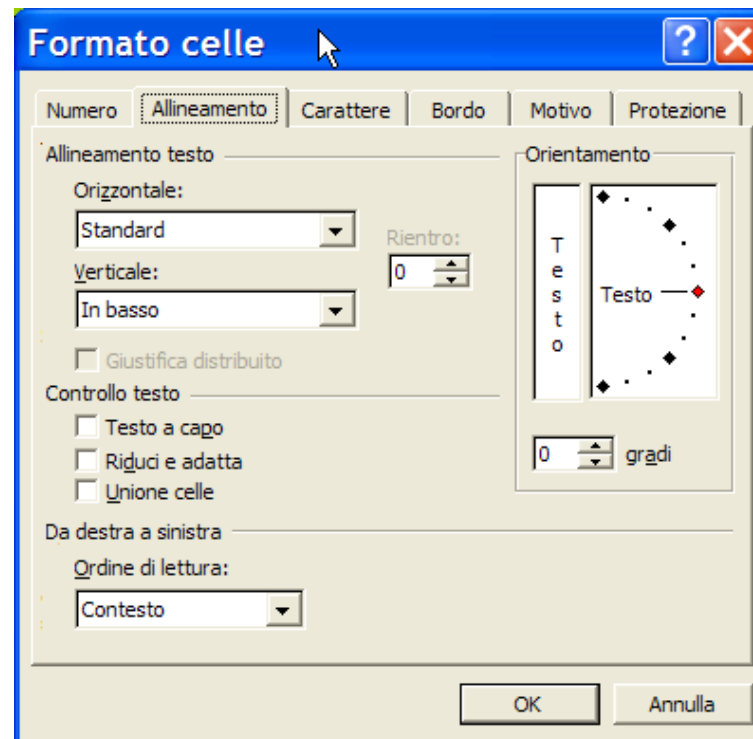 Formato celle
Numero Allineamento Carattere Bordo Motivo Protezione
Allineamento testo
Orizzontale:
Standard
Rientro:
0
Verticale:
In basso
Giustifica distribuito
Controllo testo
Testo a capo
Riduci e adatta
Unione celle
Da destra a sinistra
Ordine di lettura:
Contesto
Orientamento
Testo
Testo
0 gradi
OK Annulla